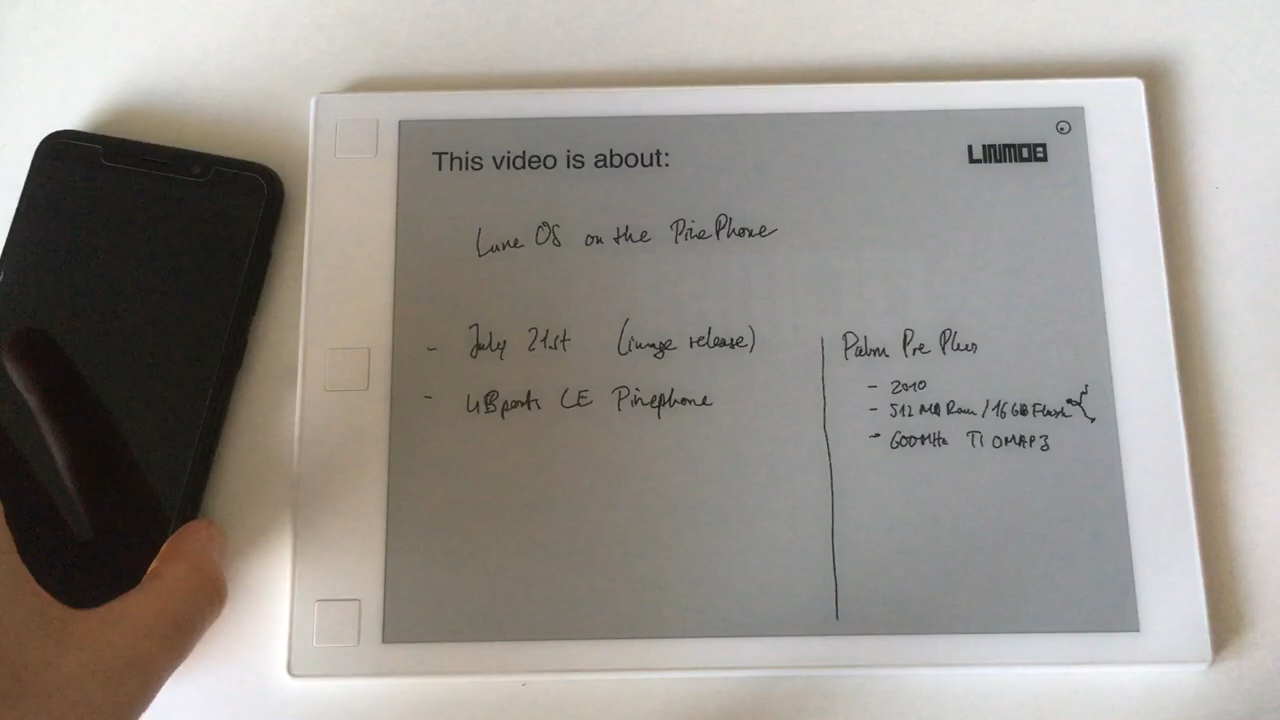 This video is about:
LINMOB
Lune OS on the PinePhone
- July 21st (image release)
- UBports CE Pinephone
Palm Pre Plus
- 2010
- 512 MB Ram / 16 GB Flash
- 600MHz TI OMAP3